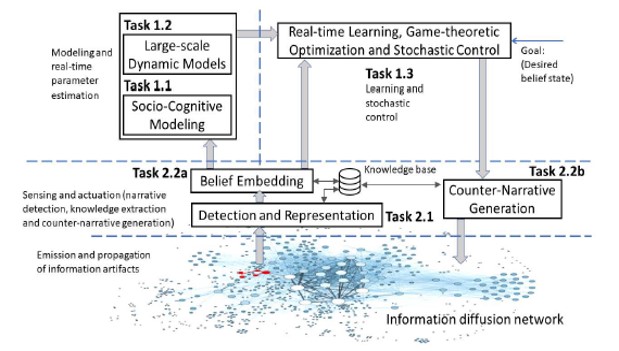 Task 1.2
Large-scale
Dynamic Models
Task 1.1
Socio-Cognitive
Modeling
Modeling and
real-time
parameter
estimation
Real-time Learning, Game-theoretic
Optimization and Stochastic Control
Goal:
(Desired
belief state)
Task 1.3
Learning and
stochastic
control
Task 2.2a
Belief Embedding
Knowledge base
Task 2.2b
Counter-Narrative
Generation
Sensing and actuation (narrative
detection, knowledge extraction
and counter-narrative generation)
Detection and Representation
Task 2.1
Emission and propagation
of information artifacts
Information diffusion network